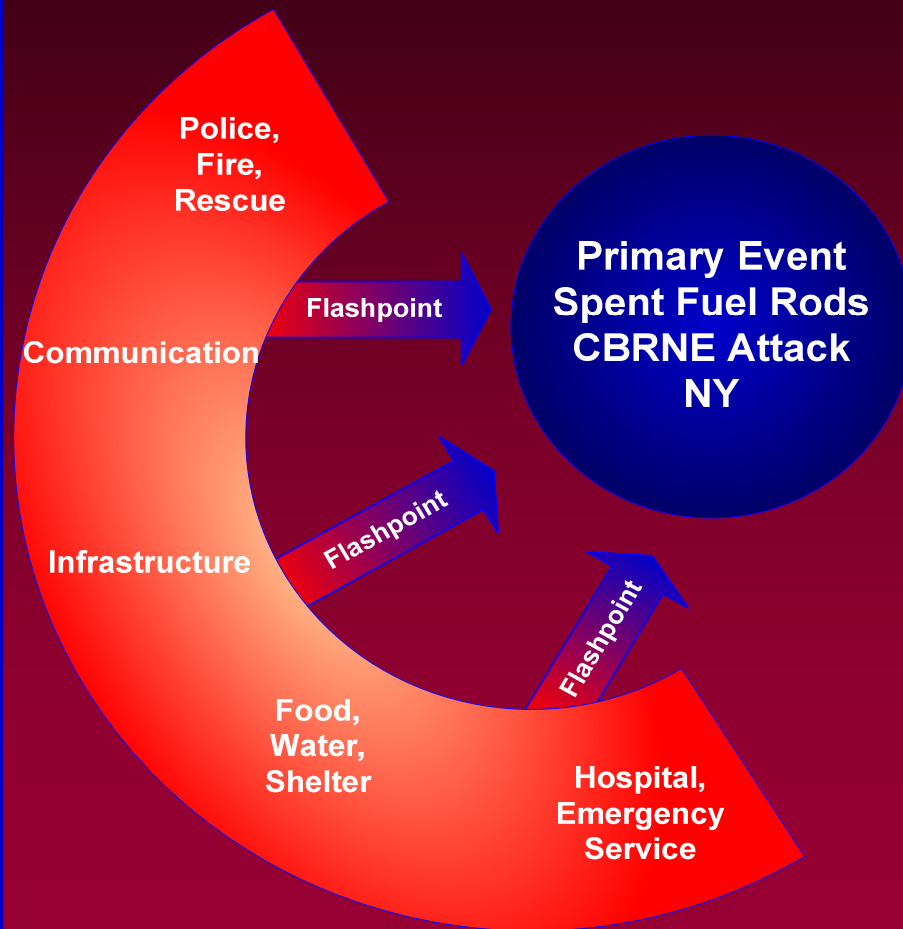 Police,
Fire,
Rescue
Flashpoint
Primary Event
Spent Fuel Rods
CBRNE Attack
NY
Communication
Flashpoint
Infrastructure
Flashpoint
Food,
Water,
Shelter
Hospital,
Emergency
Service